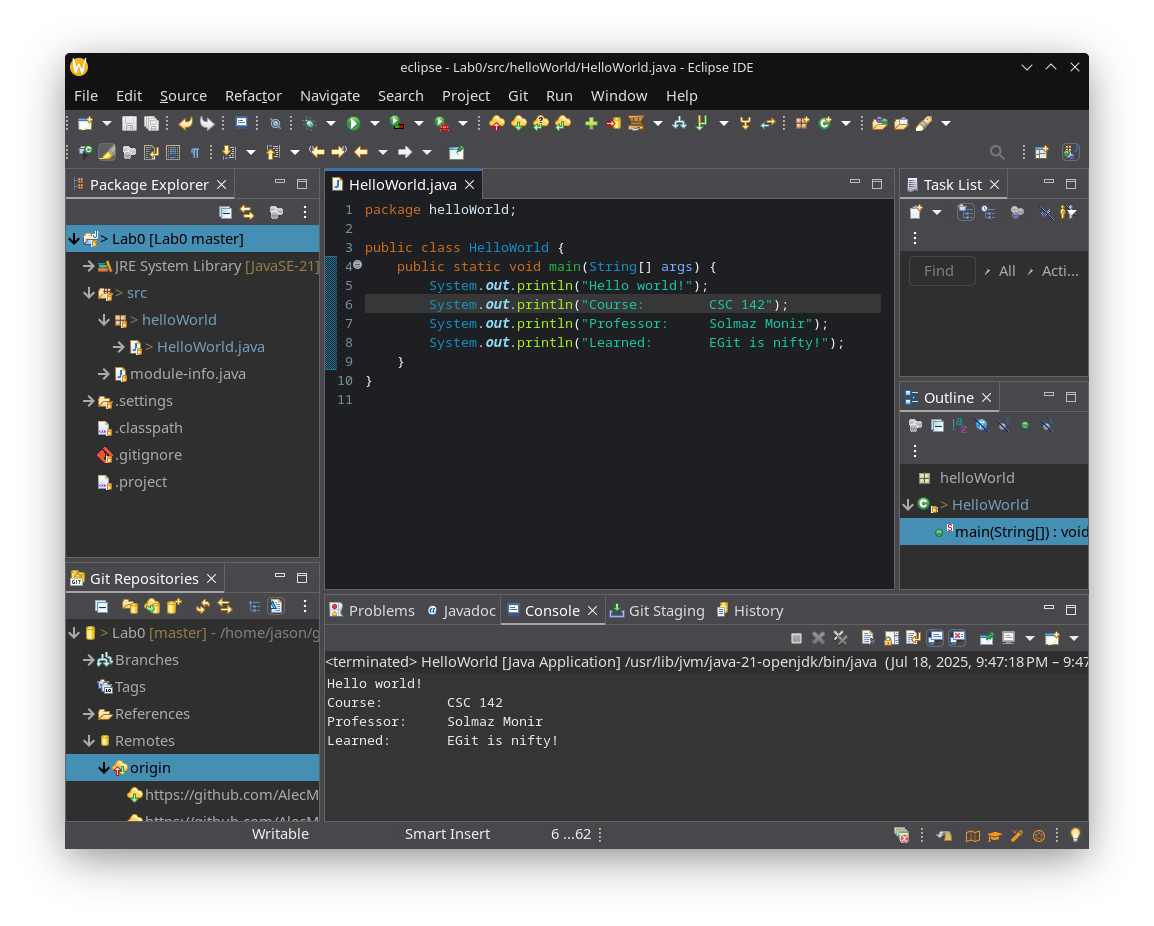 eclipse - Lab0/src/helloWorld/HelloWorld.java - Eclipse IDE
File Edit Source Refactor Navigate Search Project Git Run Window Help
Package Explorer
> Lab0 [Lab0 master]
JRE System Library [JavaSE-21]
> src
> helloWorld
> HelloWorld.java
module-info.java
.settings
.classpath
.gitignore
.project
HelloWorld.java
1 package helloWorld;
2
3 public class HelloWorld {
4     public static void main(String[] args) {
5         System.out.println("Hello world!");
6         System.out.println("Course:        CSC 142");
7         System.out.println("Professor:     Solmaz Monir");
8         System.out.println("Learned:       EGit is nifty!");
9     }
10 }
11
Task List
Find All Acti...
Outline
helloWorld
> HelloWorld
main(String[]) : void
Git Repositories
> Lab0 [master] - /home/jason/g
Branches
Tags
References
Remotes
origin
https://github.com/AlecM
https://github.com/AlecM
Problems Javadoc Console Git Staging History
<terminated> HelloWorld [Java Application] /usr/lib/jvm/java-21-openjdk/bin/java (Jul 18, 2025, 9:47:18 PM – 9:47
Hello world!
Course:        CSC 142
Professor:     Solmaz Monir
Learned:       EGit is nifty!
Writable Smart Insert 6 ...62